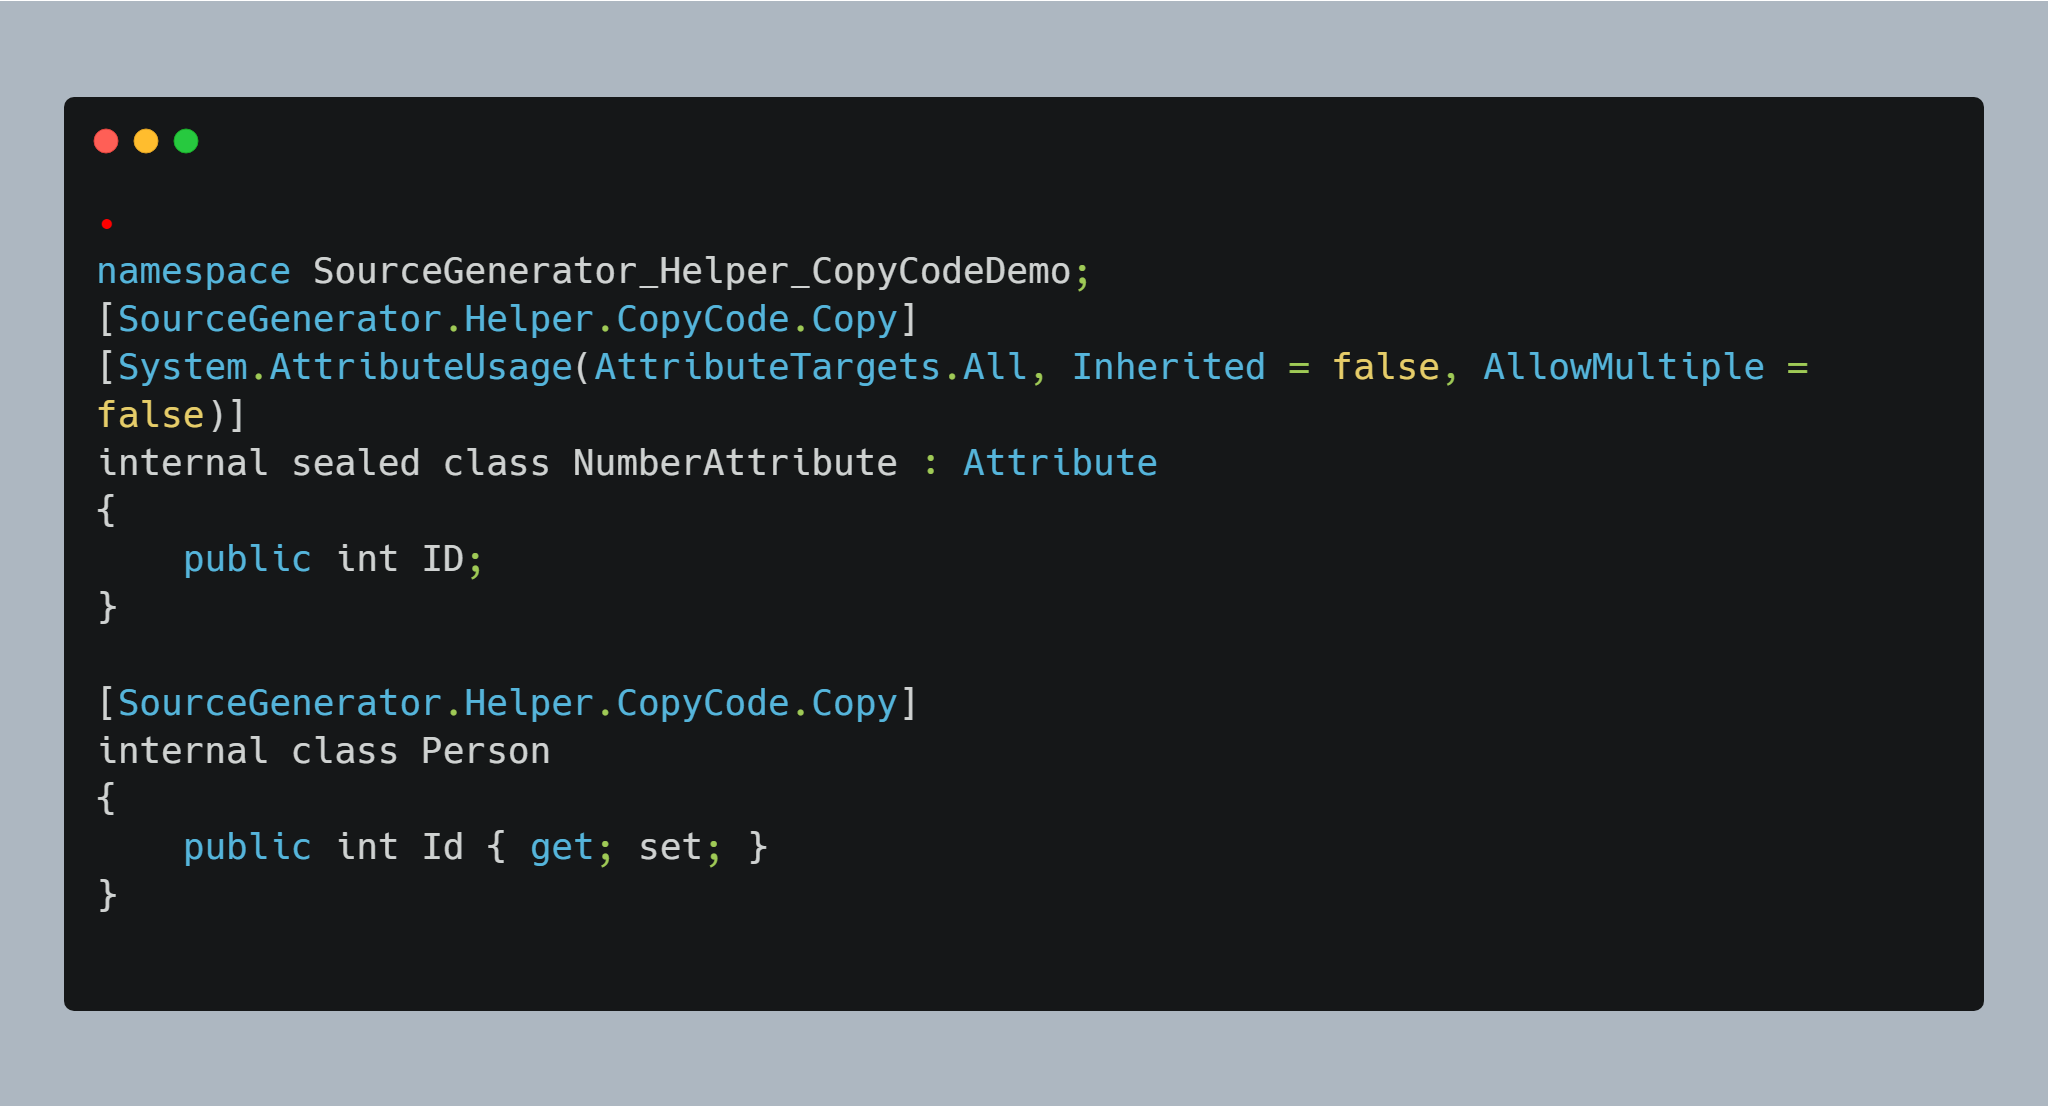 namespace SourceGenerator_Helper_CopyCodeDemo;
[SourceGenerator.Helper.CopyCode.Copy]
[System.AttributeUsage(AttributeTargets.All, Inherited = false, AllowMultiple =
false)]
internal sealed class NumberAttribute : Attribute
{
    public int ID;
}

[SourceGenerator.Helper.CopyCode.Copy]
internal class Person
{
    public int Id { get; set; }
}